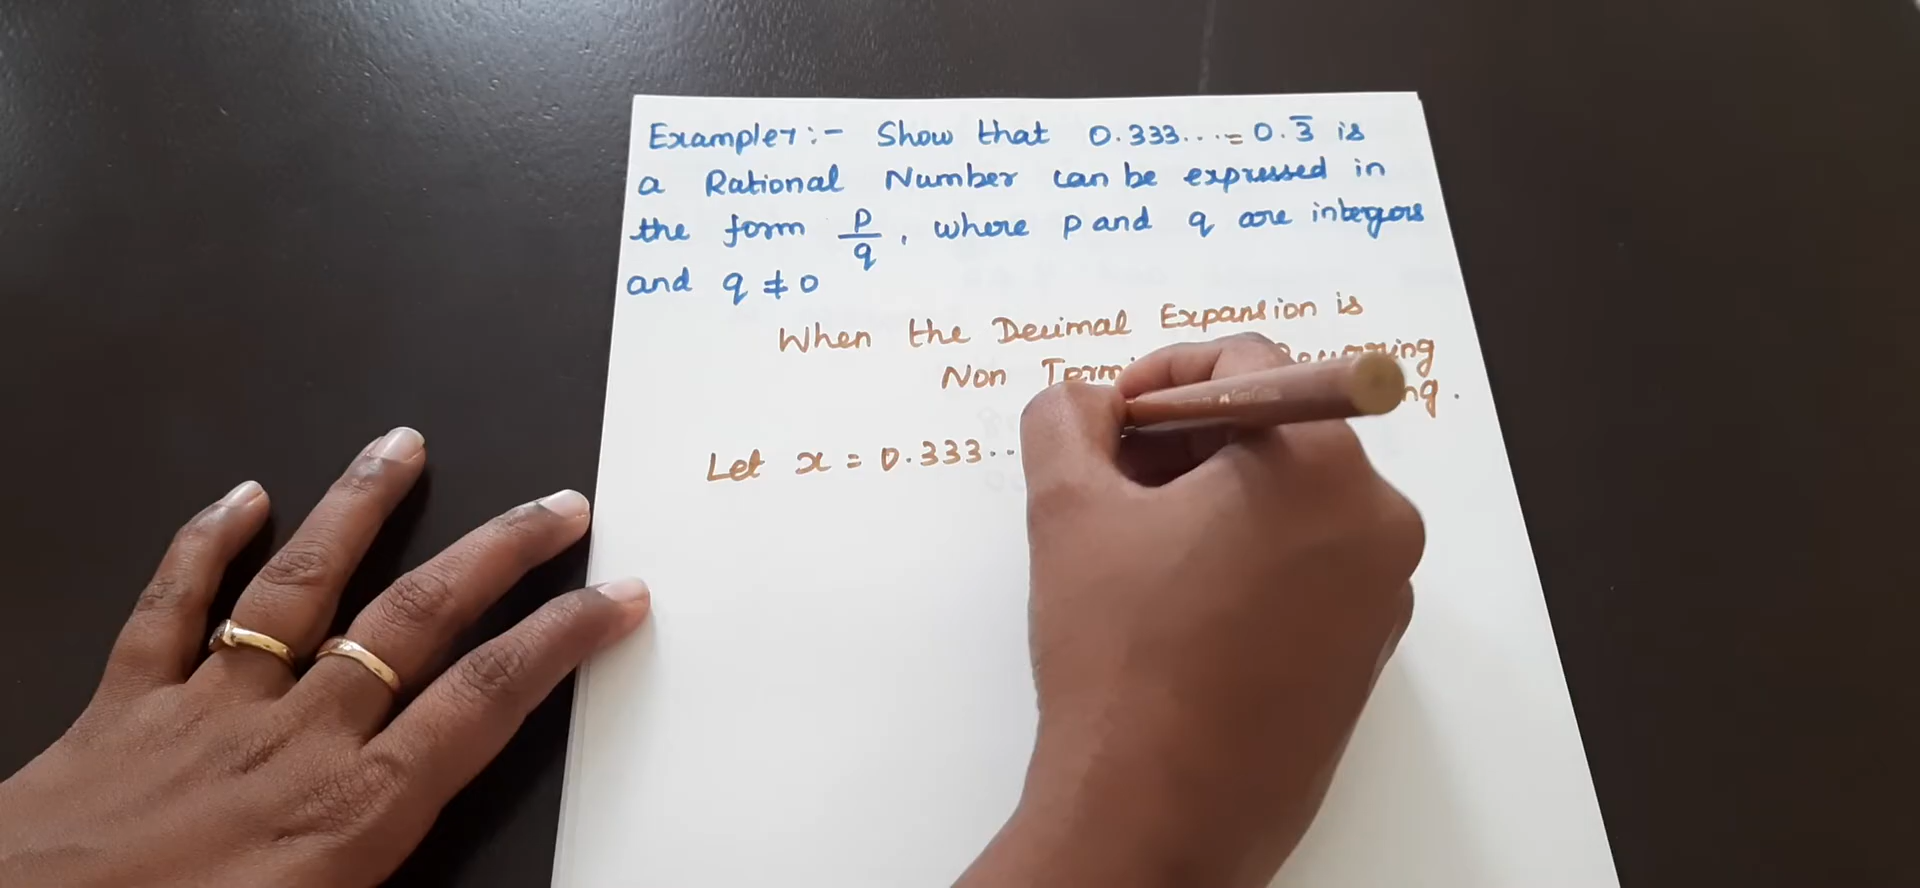 Example7:- Show that 0.333... = 0.3̅ is
a Rational Number can be expressed in
the form p/q, where p and q are intergers
and q ≠ 0
When the Decimal Expansion is
Non
Let x = 0.333..